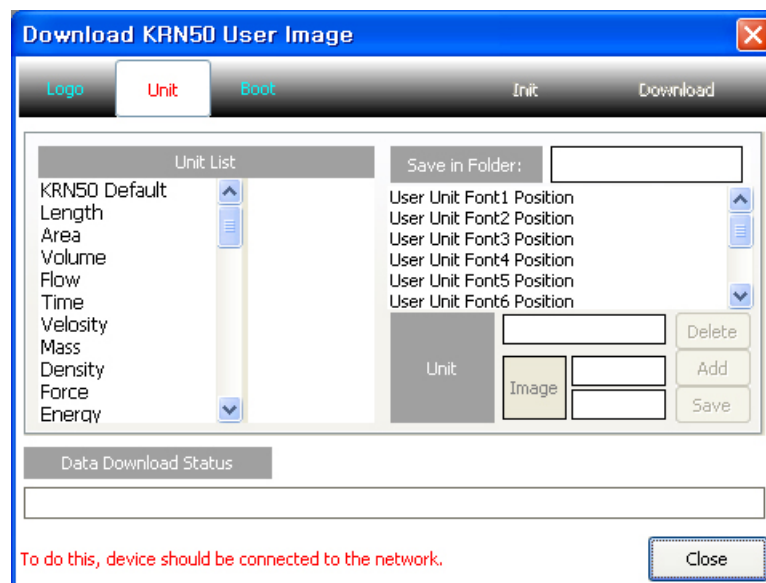 Download KRN50 User Image
Logo Unit Boot Init Download
Unit List
KRN50 Default
Length
Area
Volume
Flow
Time
Velosity
Mass
Density
Force
Energy
Save in Folder:
User Unit Font1 Position
User Unit Font2 Position
User Unit Font3 Position
User Unit Font4 Position
User Unit Font5 Position
User Unit Font6 Position
Unit
Image
Delete
Add
Save
Data Download Status
To do this, device should be connected to the network.
Close